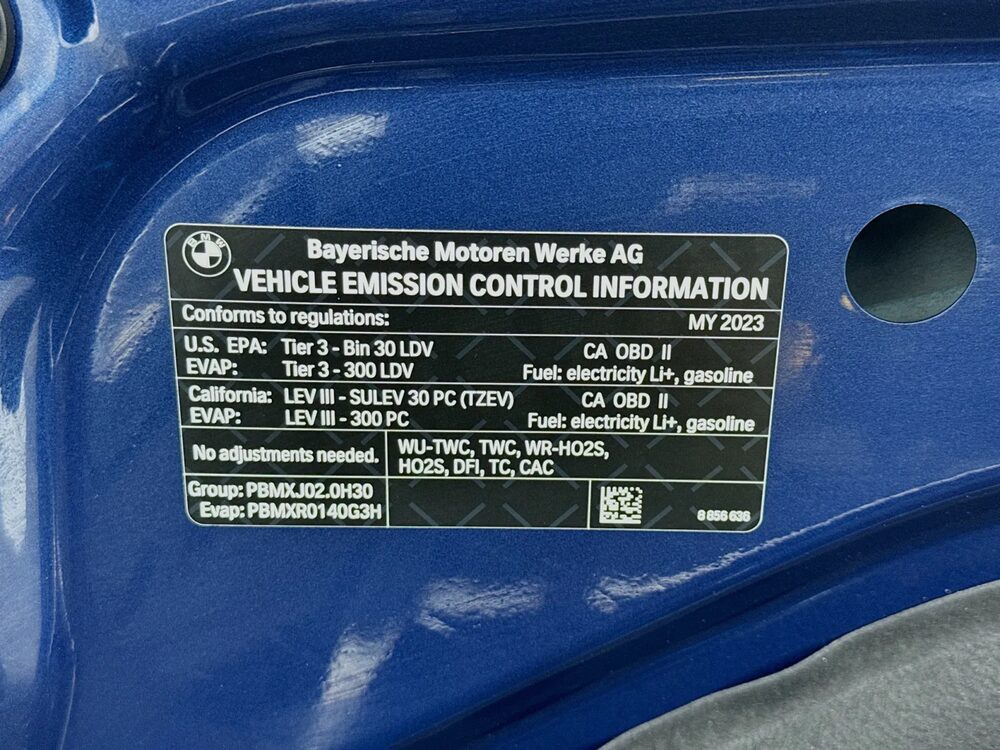 BMW
Bayerische Motoren Werke AG
VEHICLE EMISSION CONTROL INFORMATION
Conforms to regulations: MY 2023
U.S. EPA: Tier 3 - Bin 30 LDV CA OBD II
EVAP: Tier 3 - 300 LDV Fuel: electricity Li+, gasoline
California: LEV III - SULEV 30 PC (TZEV) CA OBD II
EVAP: LEV III - 300 PC Fuel: electricity Li+, gasoline
No adjustments needed.
WU-TWC, TWC, WR-HO2S,
HO2S, DFI, TC, CAC
Group: PBMXJ02.0H30
Evap: PBMXR0140G3H
8 856 636